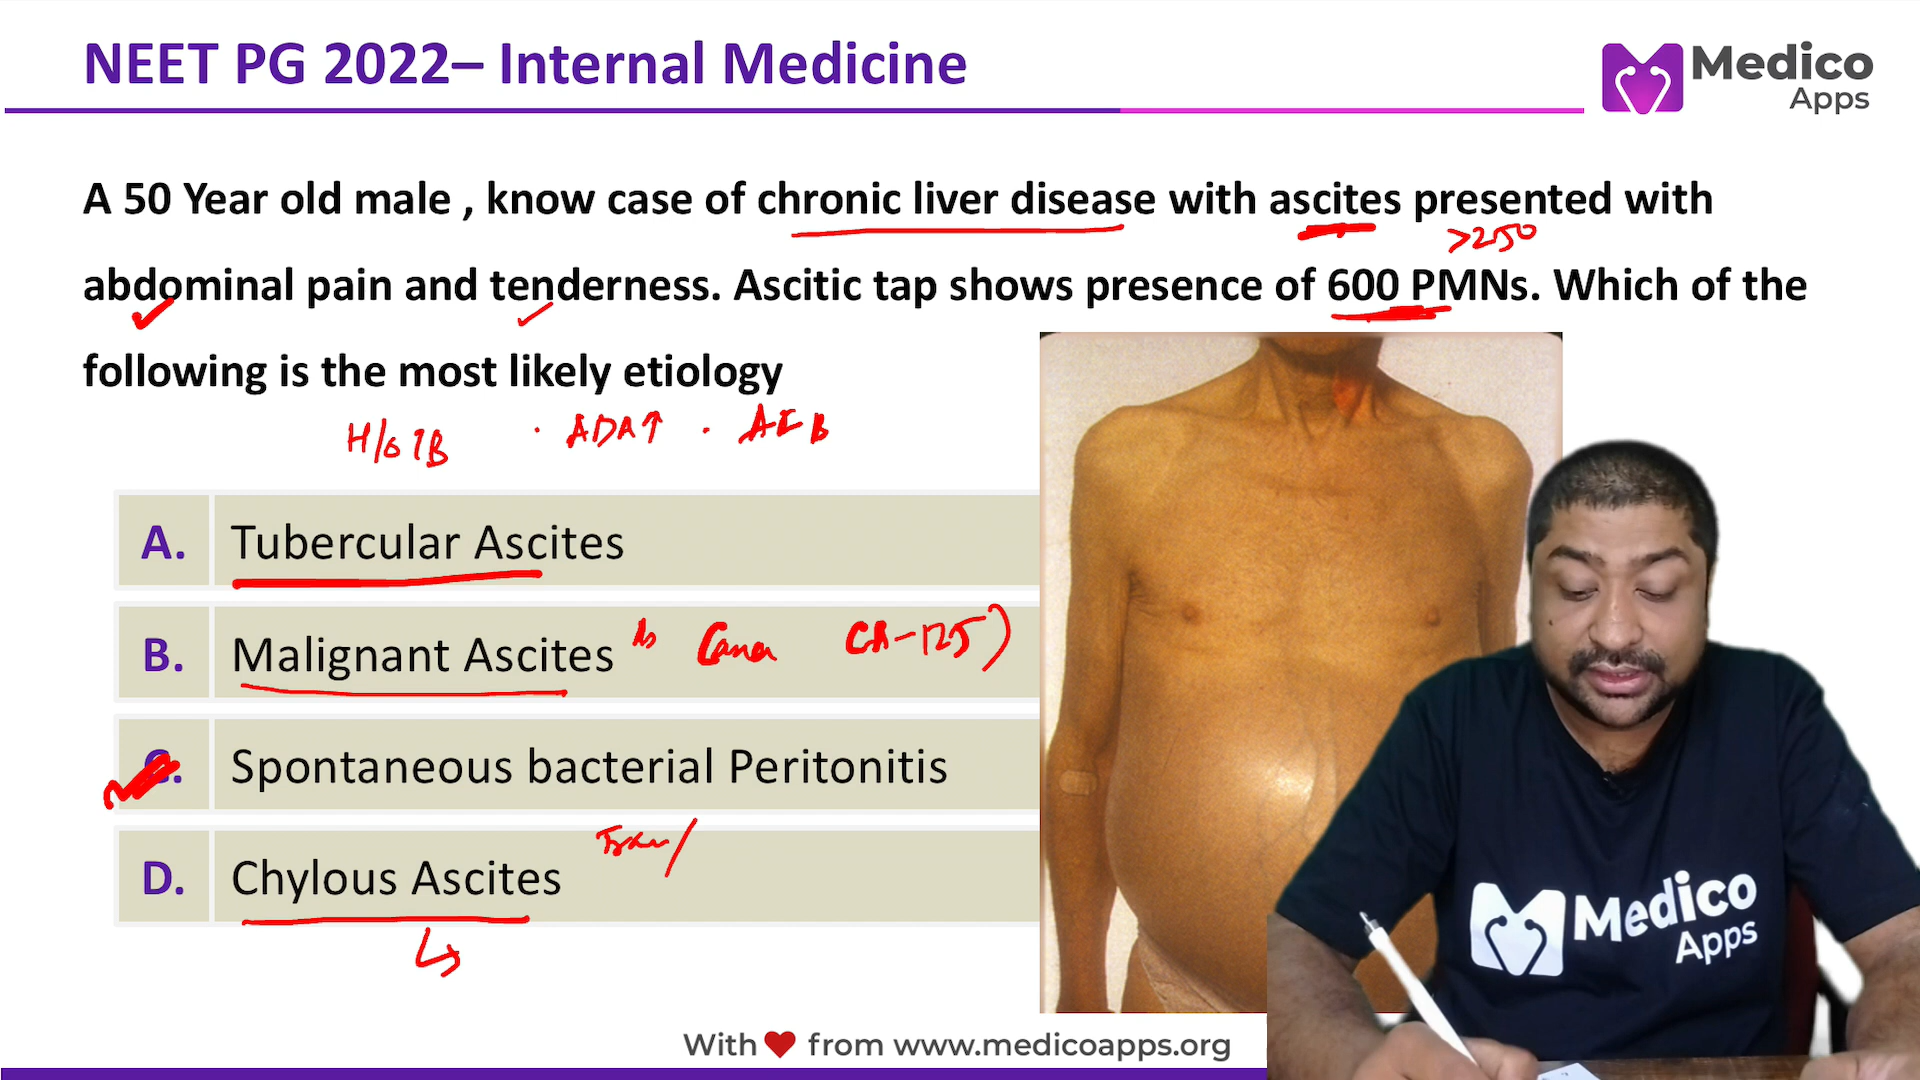 NEET PG 2022– Internal Medicine
Medico
Apps
A 50 Year old male , know case of chronic liver disease with ascites presented with
>250
abdominal pain and tenderness. Ascitic tap shows presence of 600 PMNs. Which of the
following is the most likely etiology
H/o TB · ADA↑ · AFB
A. Tubercular Ascites
B. Malignant Ascites CA-125)
C. Spontaneous bacterial Peritonitis
D. Chylous Ascites
Medico
Apps
With ❤ from www.medicoapps.org